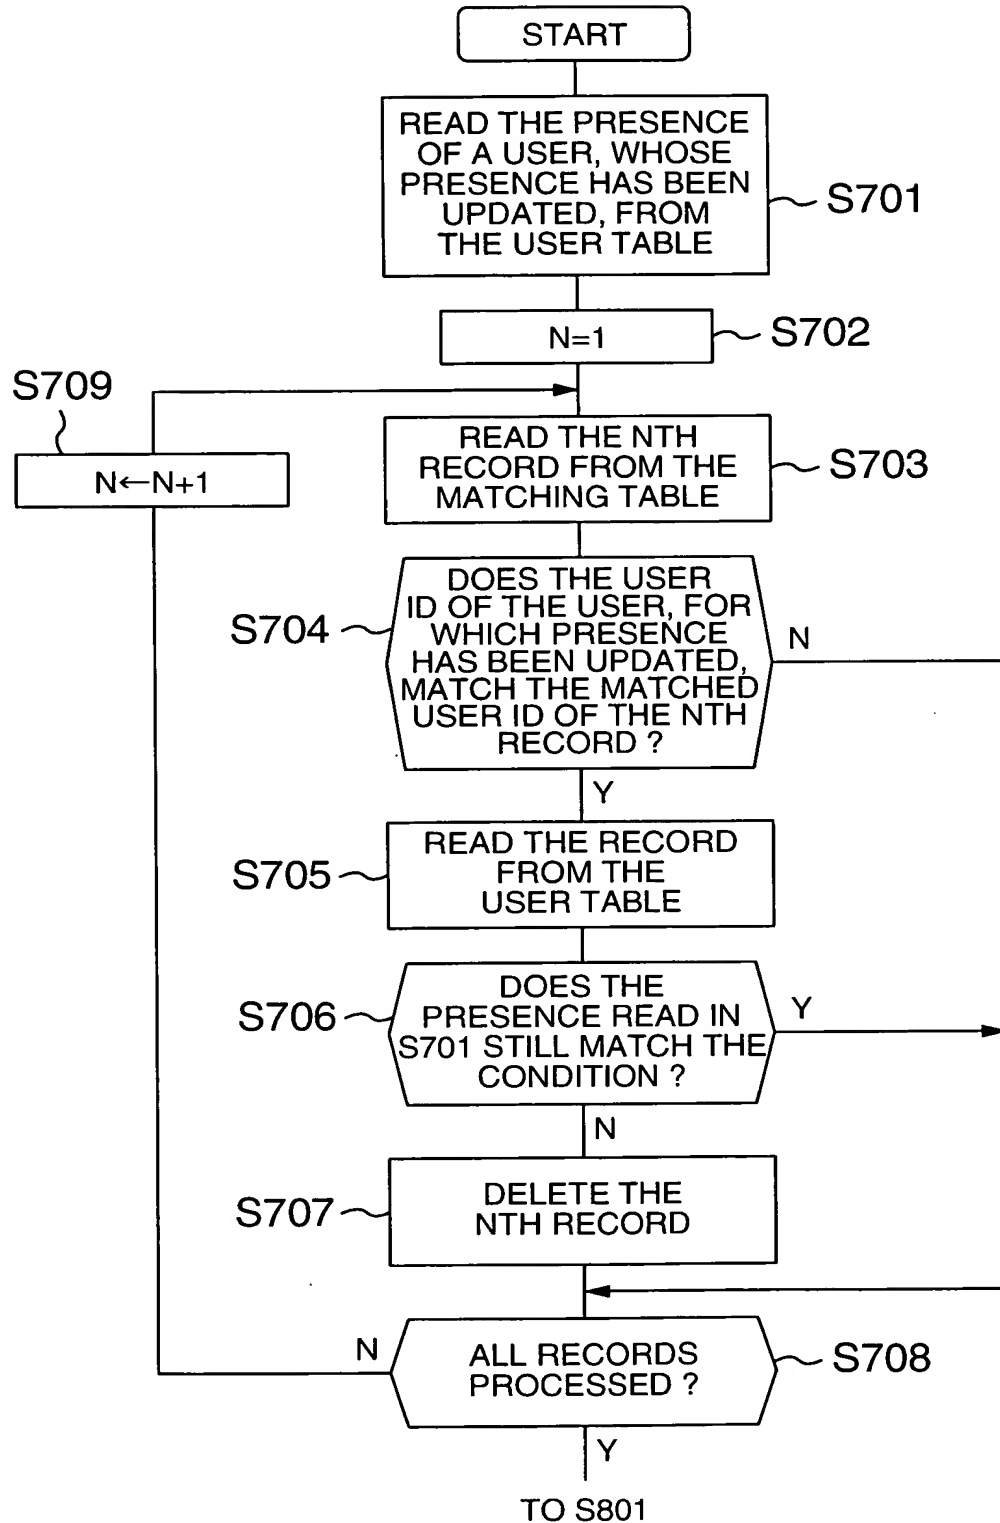 START
READ THE PRESENCE
OF A USER, WHOSE
PRESENCE HAS BEEN
UPDATED, FROM
THE USER TABLE
S701
N=1
S702
S709
N←N+1
READ THE NTH
RECORD FROM THE
MATCHING TABLE
S703
DOES THE USER
ID OF THE USER, FOR
WHICH PRESENCE
HAS BEEN UPDATED,
MATCH THE MATCHED
USER ID OF THE NTH
RECORD ?
S704
N
Y
READ THE RECORD
FROM THE
USER TABLE
S705
DOES THE
PRESENCE READ IN
S701 STILL MATCH THE
CONDITION ?
S706
Y
N
DELETE THE
NTH RECORD
S707
N
ALL RECORDS
PROCESSED ?
S708
Y
TO S801